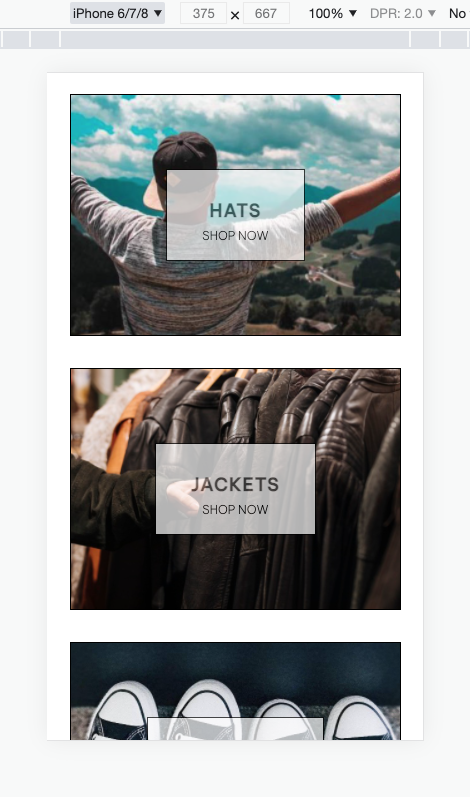 iPhone 6/7/8 ▼ 375 × 667 100% ▼ DPR: 2.0 ▼ No
HATS
SHOP NOW
JACKETS
SHOP NOW